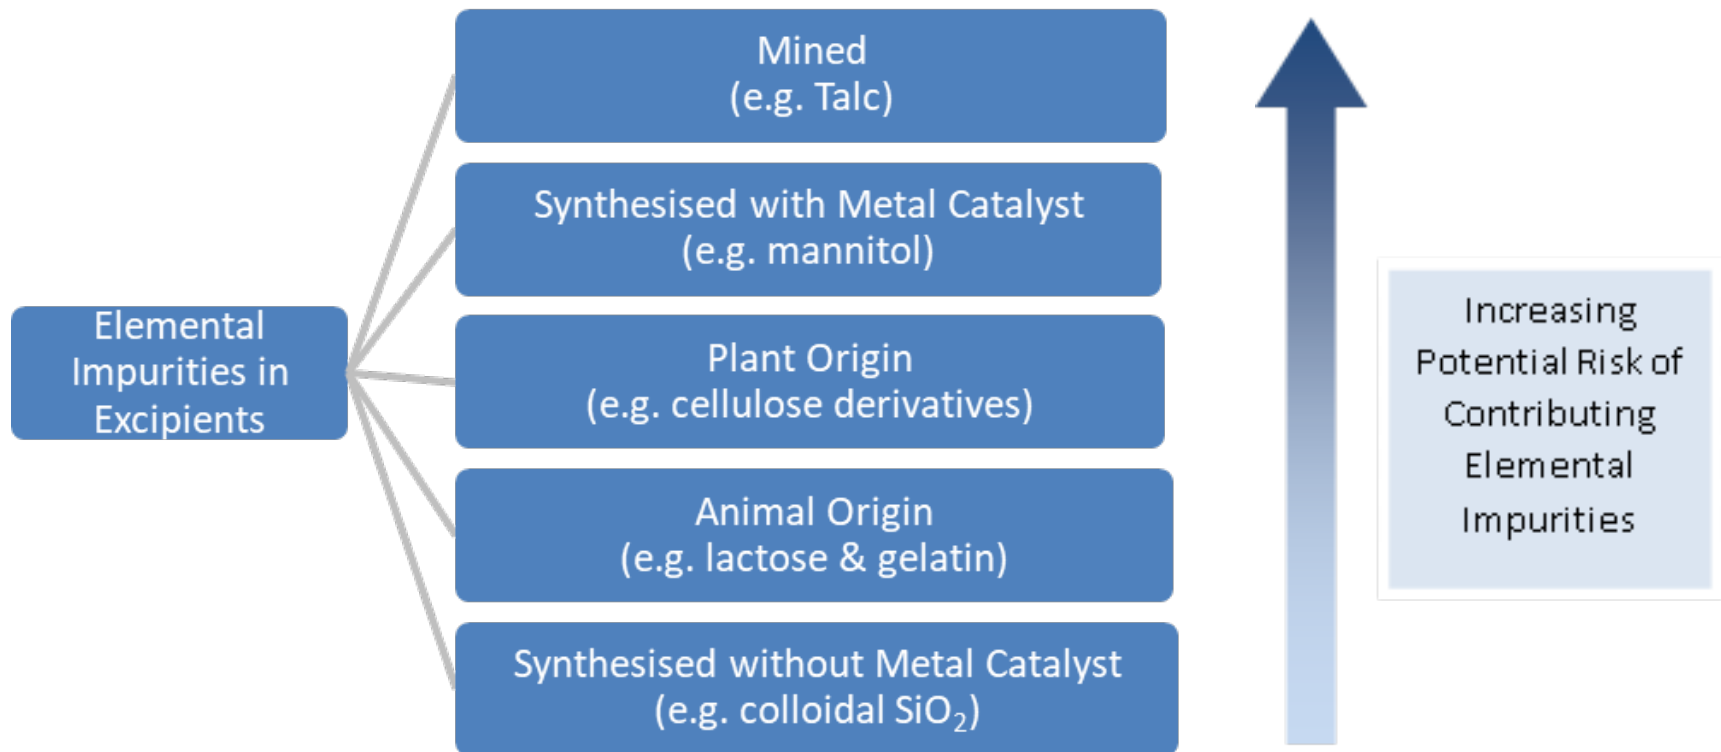 Mined
(e.g. Talc)
Synthesised with Metal Catalyst
(e.g. mannitol)
Elemental
Impurities in
Excipients
Plant Origin
(e.g. cellulose derivatives)
Animal Origin
(e.g. lactose & gelatin)
Synthesised without Metal Catalyst
(e.g. colloidal SiO₂)
Increasing
Potential Risk of
Contributing
Elemental
Impurities